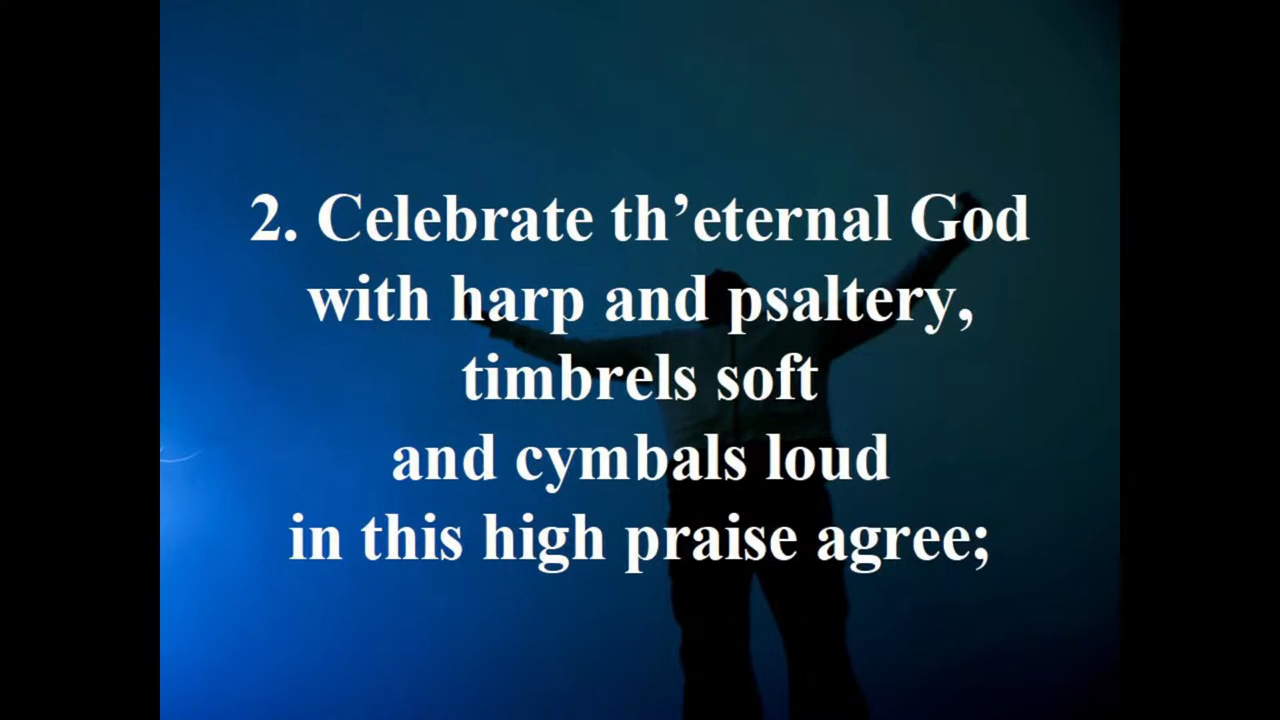 2. Celebrate th’eternal God
with harp and psaltery,
timbrels soft
and cymbals loud
in this high praise agree;